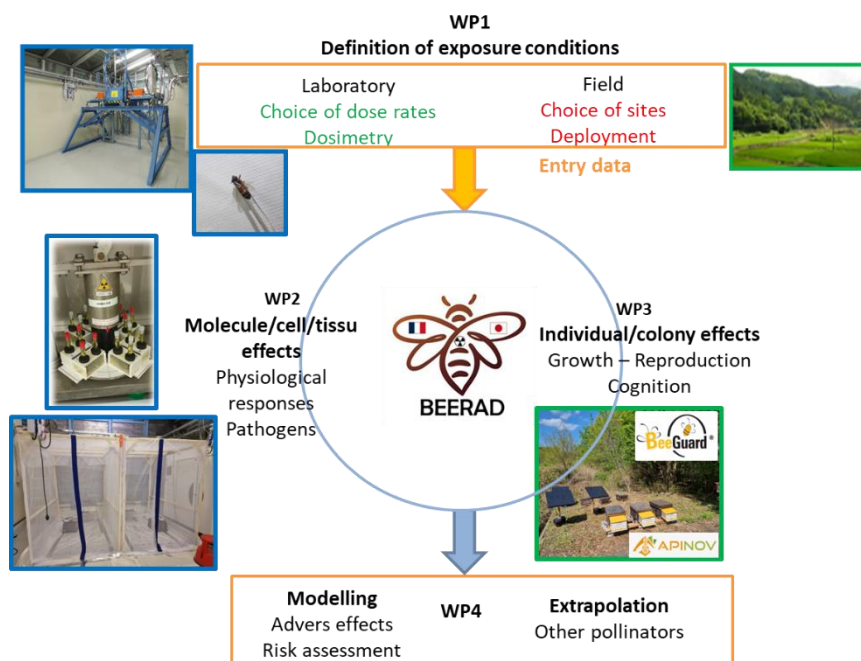 WP1
Definition of exposure conditions
Laboratory
Choice of dose rates
Dosimetry
Field
Choice of sites
Deployment
Entry data
WP2
Molecule/cell/tissu
effects
Physiological
responses
Pathogens
BEERAD
WP3
Individual/colony effects
Growth – Reproduction
Cognition
BeeGuard®
APINOV
Modelling
Advers effects
Risk assessment
WP4
Extrapolation
Other pollinators